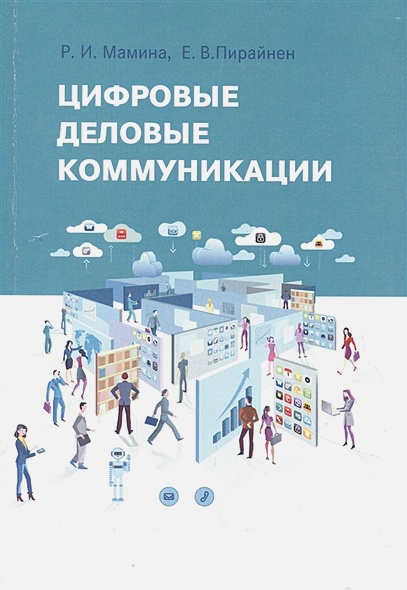 Р. И. Мамина, Е. В.Пирайнен
ЦИФРОВЫЕ
ДЕЛОВЫЕ
КОММУНИКАЦИИ